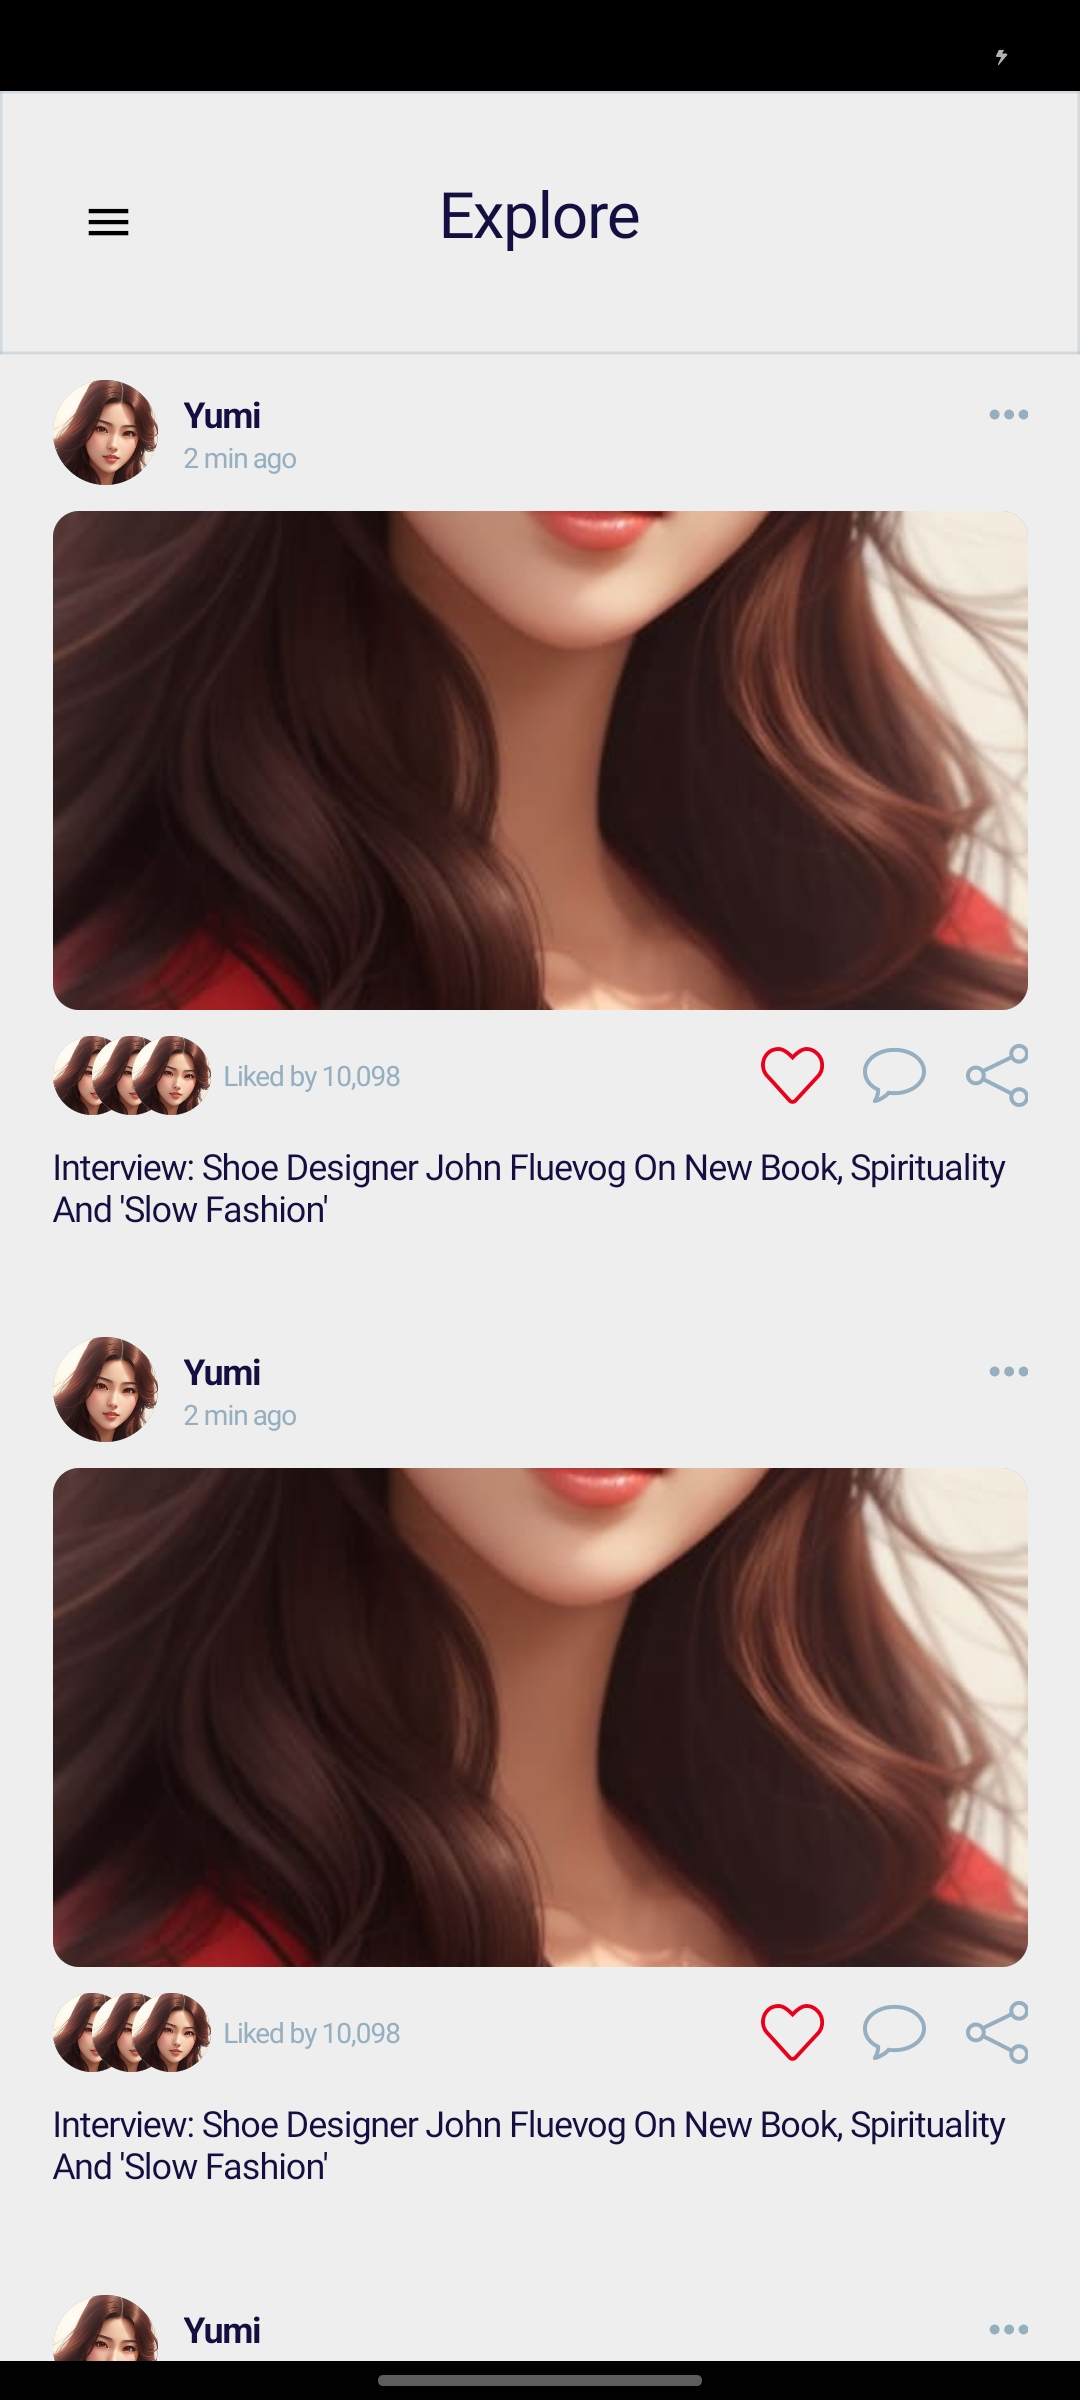 Explore
Yumi
2 min ago
Liked by 10,098
Interview: Shoe Designer John Fluevog On New Book, Spirituality
And 'Slow Fashion'
Yumi
2 min ago
Liked by 10,098
Interview: Shoe Designer John Fluevog On New Book, Spirituality
And 'Slow Fashion'
Yumi